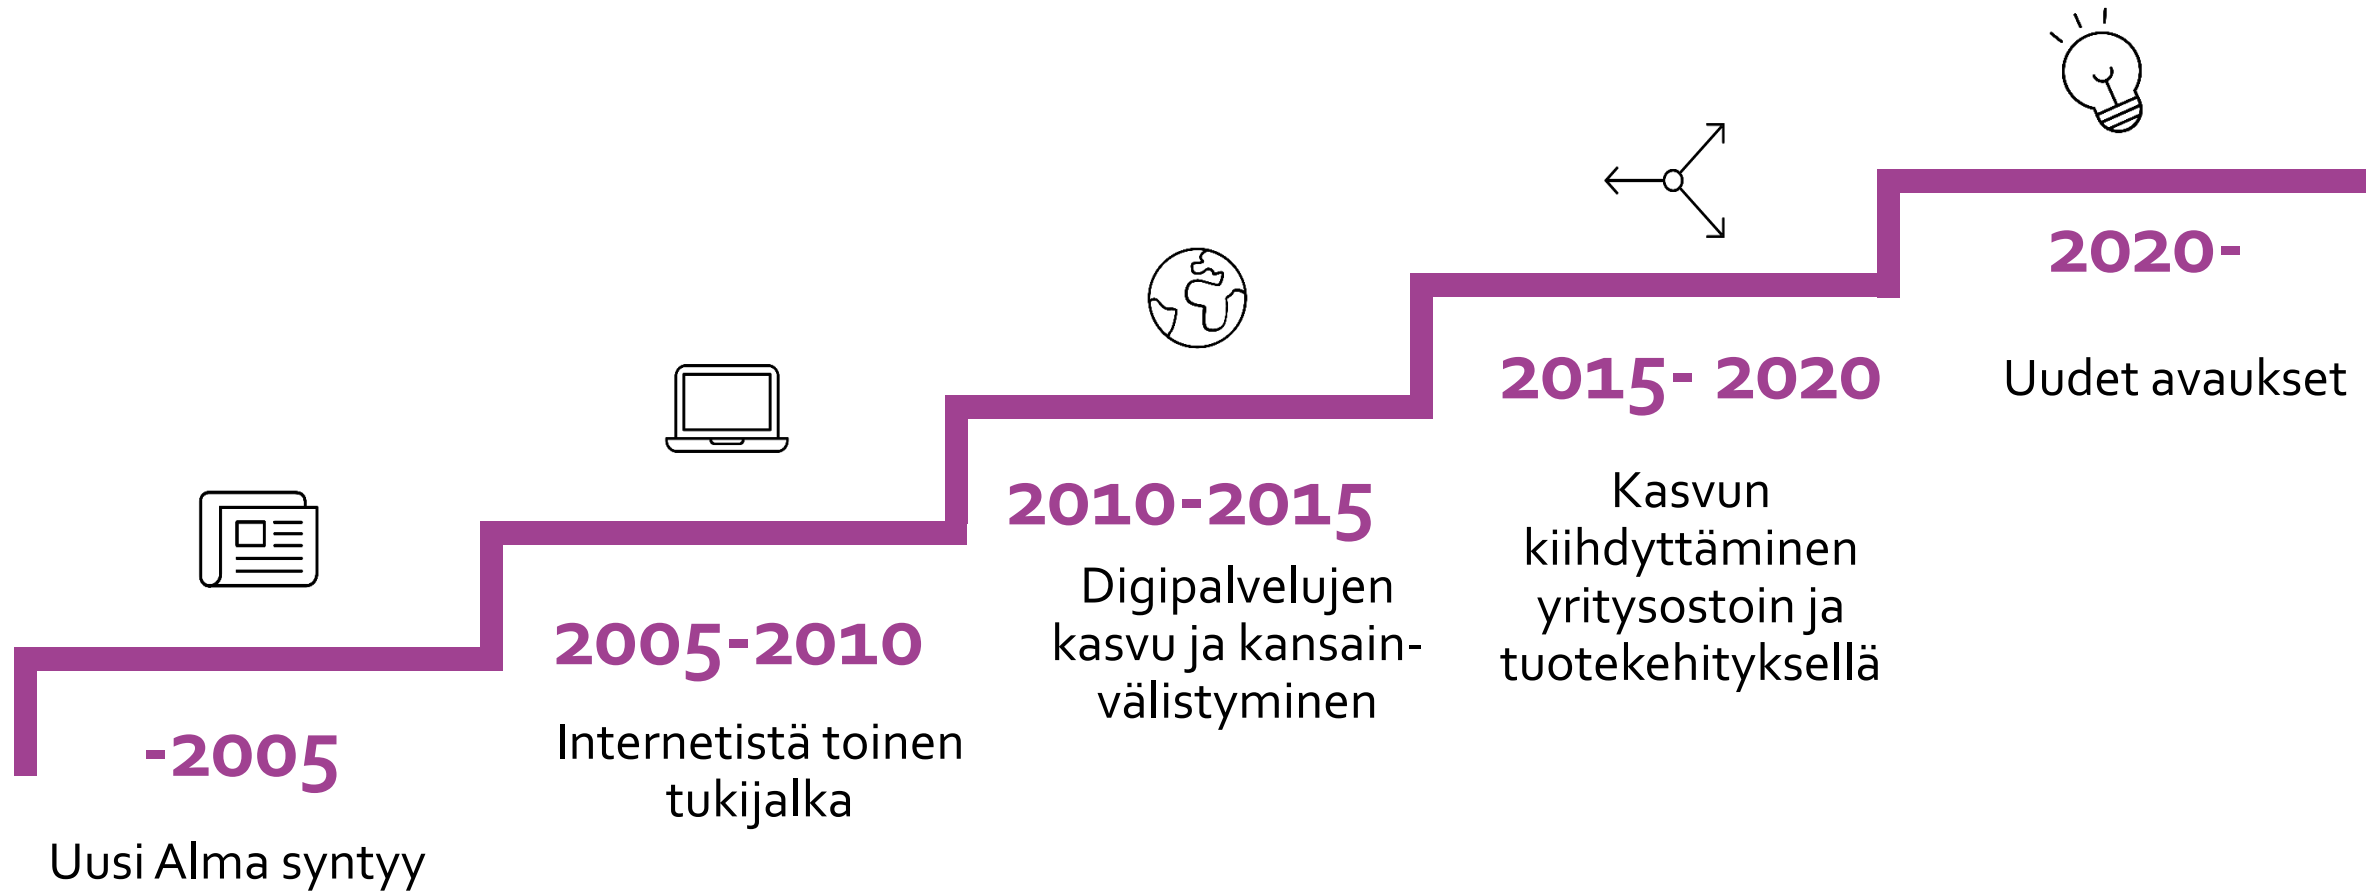 -2005
Uusi Alma syntyy
2005-2010
Internetistä toinen
tukijalka
2010-2015
Digipalvelujen
kasvu ja kansain-
välistyminen
2015- 2020
Kasvun
kiihdyttäminen
yritysostoin ja
tuotekehityksellä
2020-
Uudet avaukset